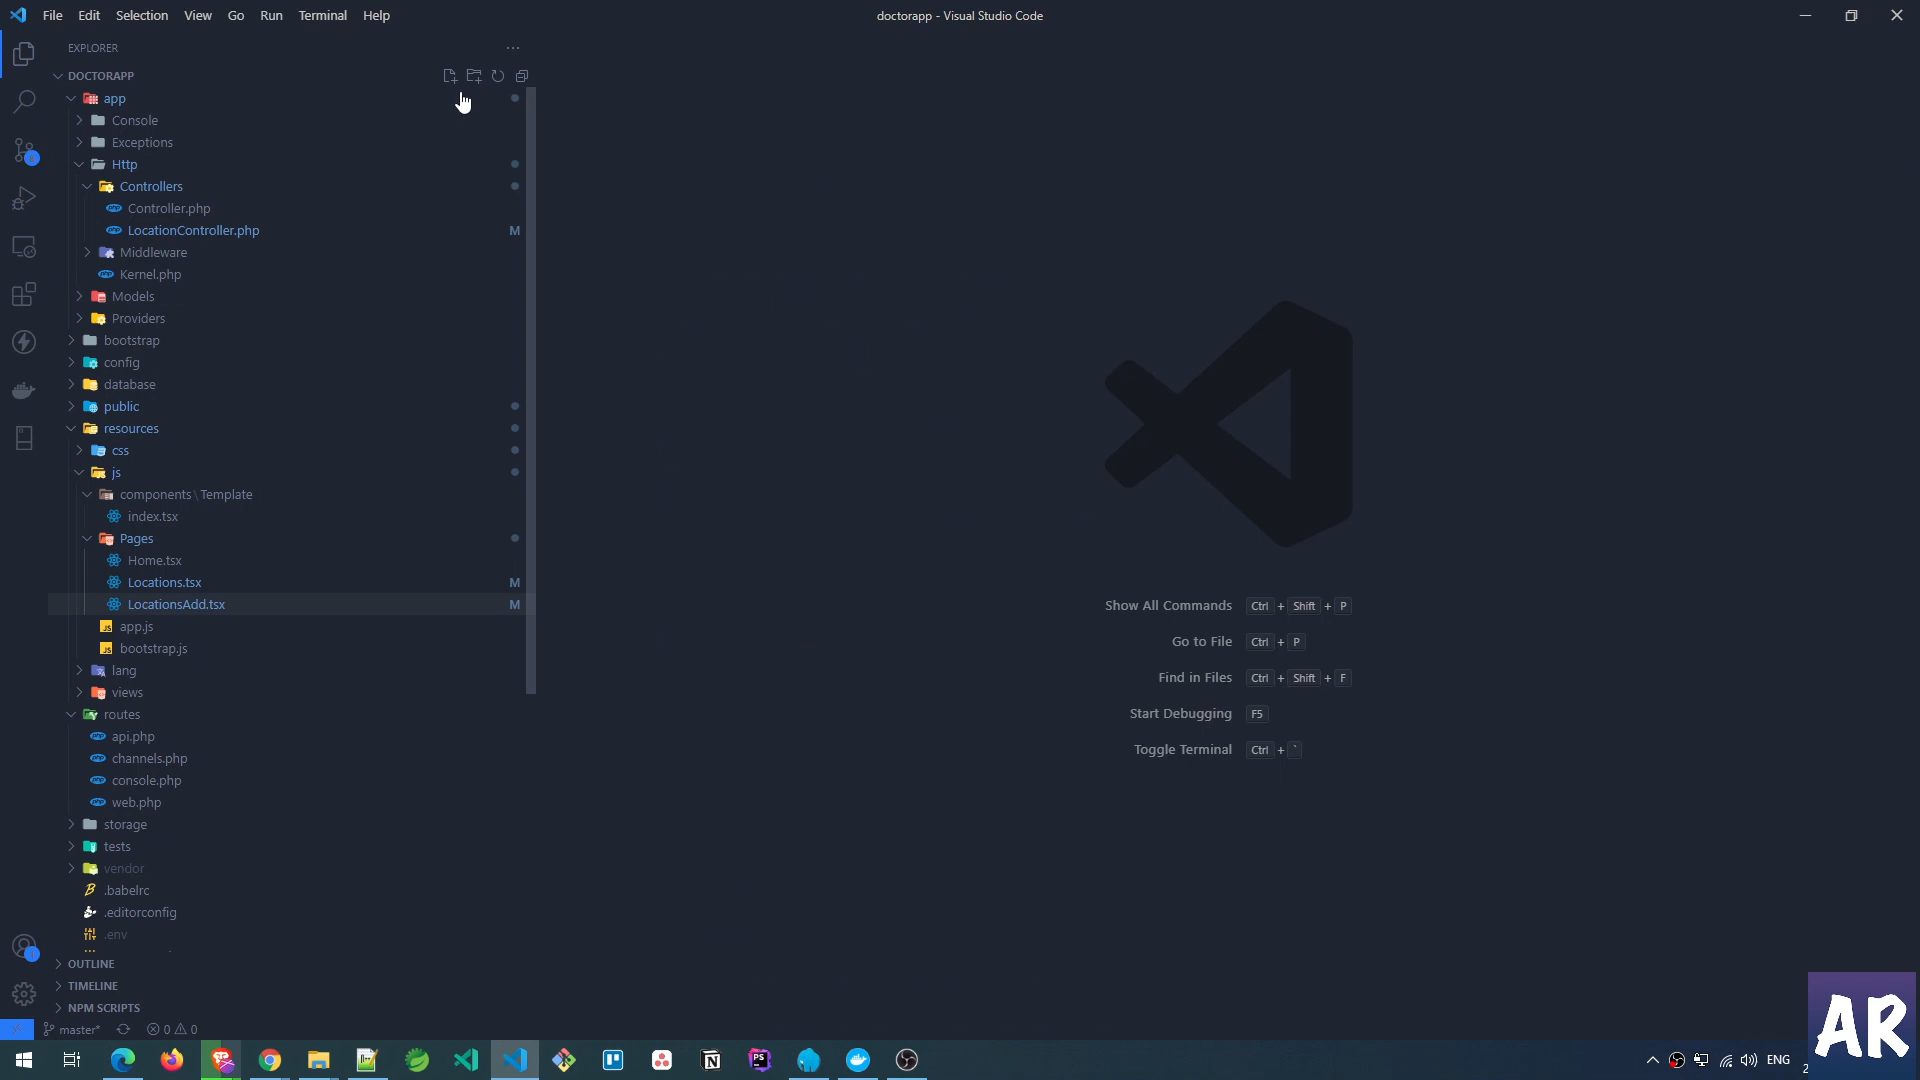 File Edit Selection View Go Run Terminal Help
doctorapp - Visual Studio Code
EXPLORER
DOCTORAPP
app
Console
Exceptions
Http
Controllers
Controller.php
LocationController.php M
Middleware
Kernel.php
Models
Providers
bootstrap
config
database
public
resources
css
js
components\Template
index.tsx
Pages
Home.tsx
Locations.tsx M
LocationsAdd.tsx M
JS app.js
JS bootstrap.js
lang
views
routes
api.php
channels.php
console.php
web.php
storage
tests
vendor
.babelrc
.editorconfig
.env
OUTLINE
TIMELINE
NPM SCRIPTS
master* 0 0
Show All Commands Ctrl + Shift + P
Go to File Ctrl + P
Find in Files Ctrl + Shift + F
Start Debugging F5
Toggle Terminal Ctrl + `
ENG
AR